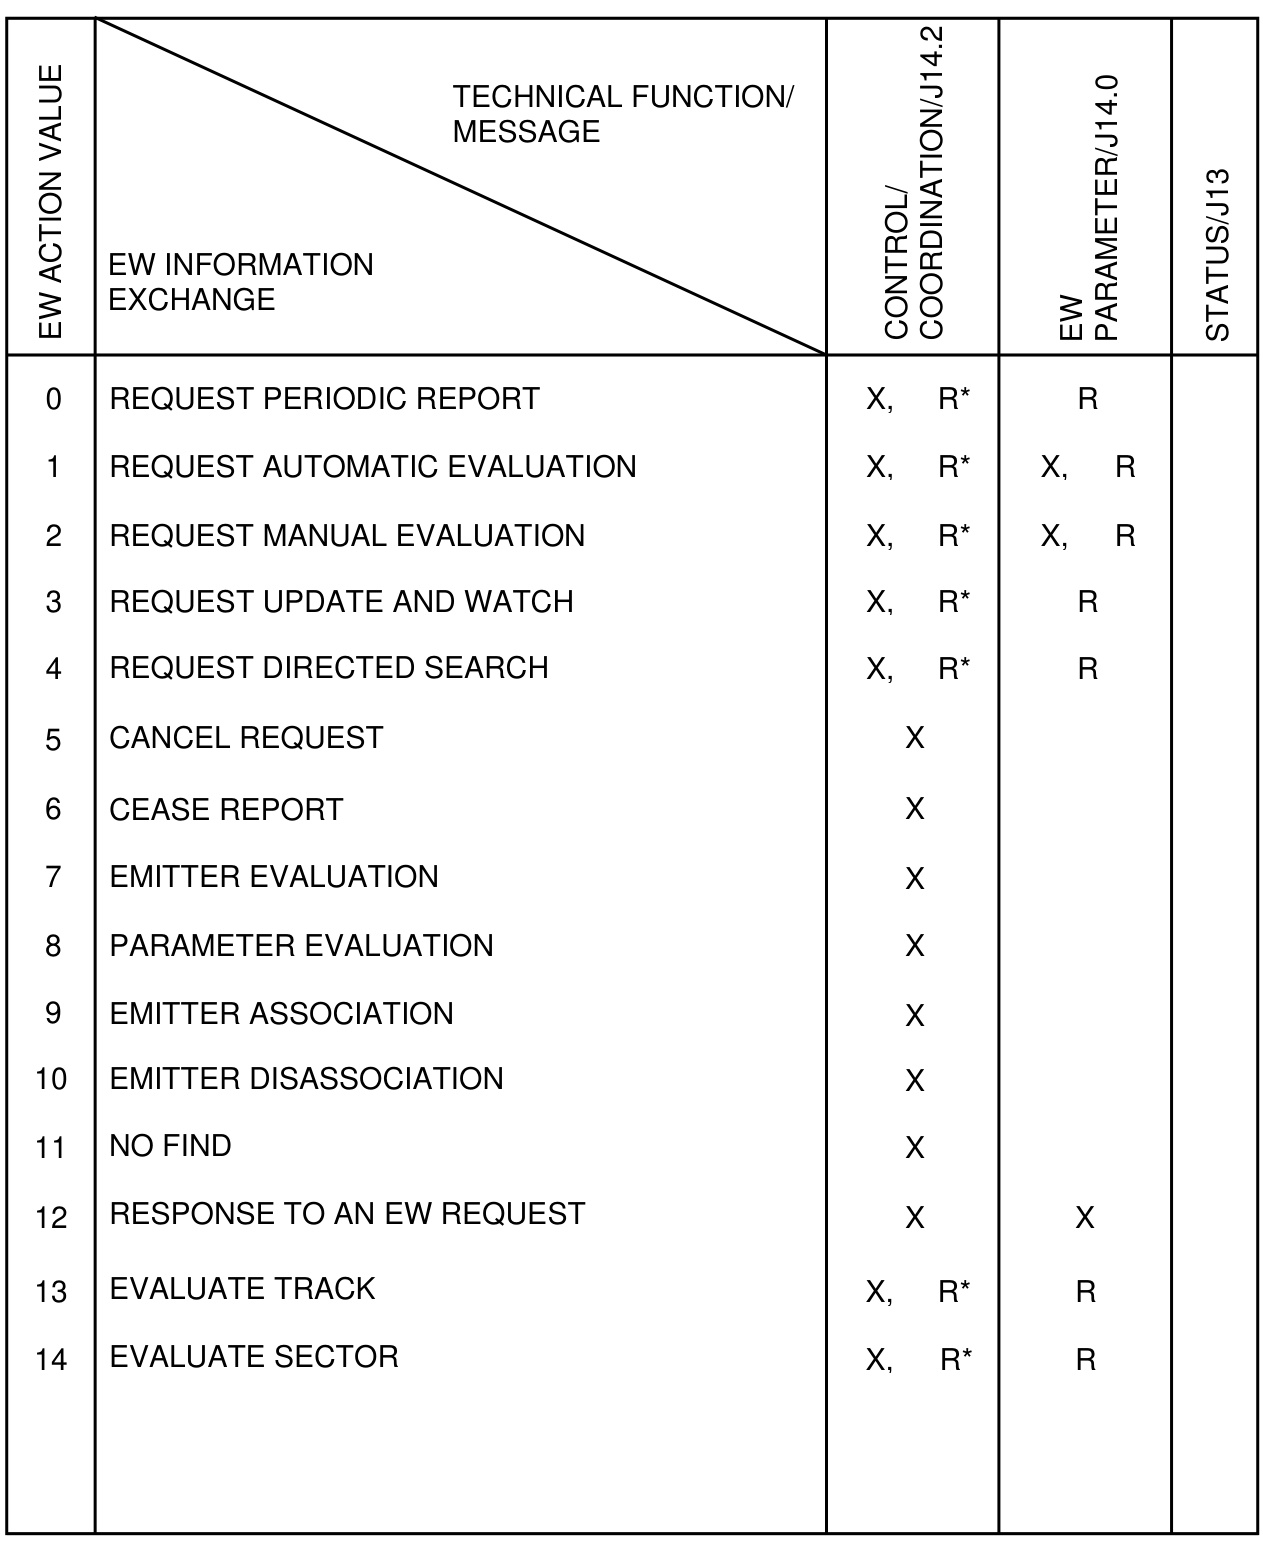 EW ACTION VALUE
TECHNICAL FUNCTION/
MESSAGE
EW INFORMATION
EXCHANGE
CONTROL/
COORDINATION/J14.2
EW
PARAMETER/J14.0
STATUS/J13
0 REQUEST PERIODIC REPORT X, R* R
1 REQUEST AUTOMATIC EVALUATION X, R* X, R
2 REQUEST MANUAL EVALUATION X, R* X, R
3 REQUEST UPDATE AND WATCH X, R* R
4 REQUEST DIRECTED SEARCH X, R* R
5 CANCEL REQUEST X
6 CEASE REPORT X
7 EMITTER EVALUATION X
8 PARAMETER EVALUATION X
9 EMITTER ASSOCIATION X
10 EMITTER DISASSOCIATION X
11 NO FIND X
12 RESPONSE TO AN EW REQUEST X X
13 EVALUATE TRACK X, R* R
14 EVALUATE SECTOR X, R* R